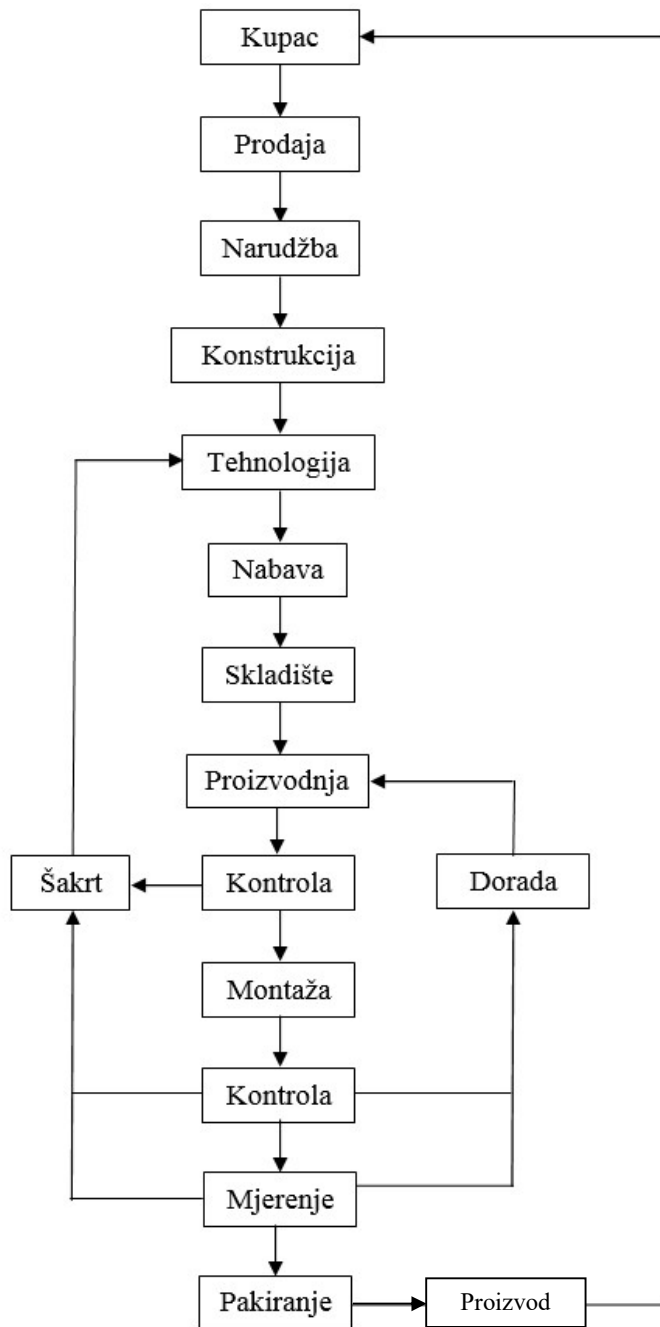 Kupac
Prodaja
Narudžba
Konstrukcija
Tehnologija
Nabava
Skladište
Proizvodnja
Šakrt
Kontrola
Dorada
Montaža
Kontrola
Mjerenje
Pakiranje
Proizvod